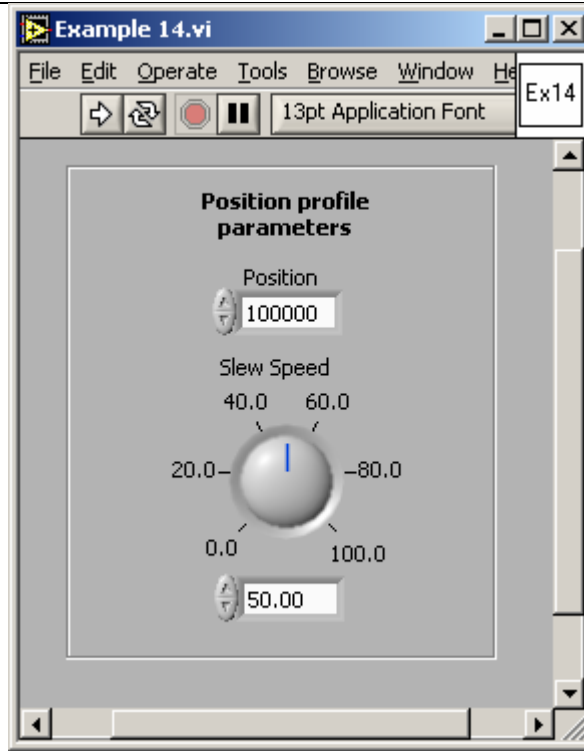 Example 14.vi
File Edit Operate Tools Browse Window He
Ex14
13pt Application Font
Position profile
parameters
Position
100000
Slew Speed
40.0 60.0
20.0 80.0
0.0 100.0
50.00